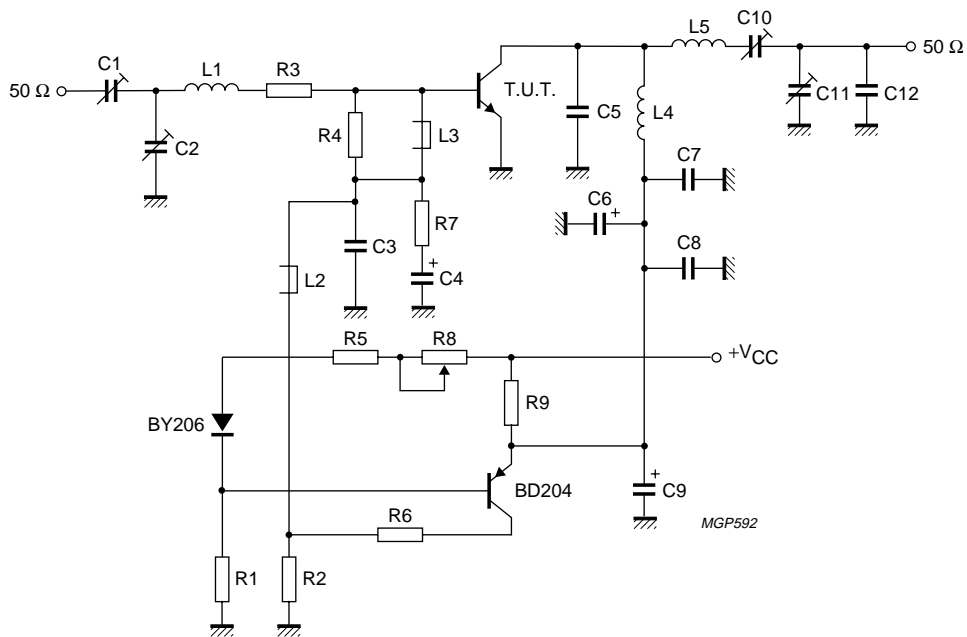 C10
L5
50 Ω
C1
L1
R3
50 Ω
T.U.T.
C11
C12
C5
L4
R4
L3
C2
C7
C6
+
R7
C3
C8
+
C4
L2
R5
R8
+VCC
R9
BY206
+
BD204
C9
R6
MGP592
R1
R2